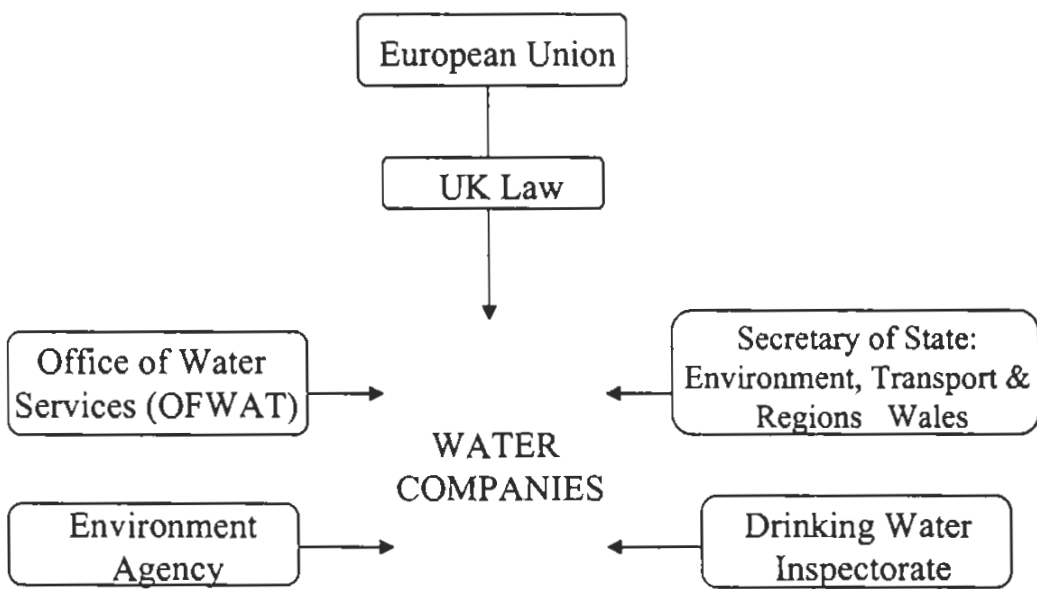 European Union
UK Law
Office of Water
Services (OFWAT)
Secretary of State:
Environment, Transport &
Regions Wales
WATER
COMPANIES
Environment
Agency
Drinking Water
Inspectorate